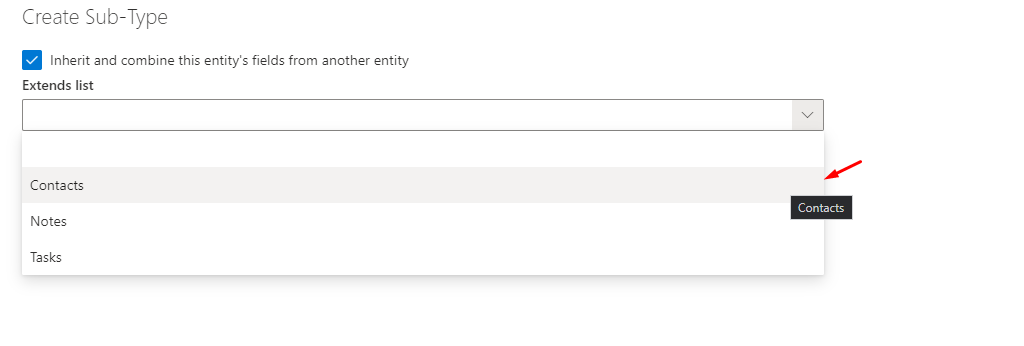 Create Sub-Type
Inherit and combine this entity's fields from another entity
Extends list
Contacts
Contacts
Notes
Tasks